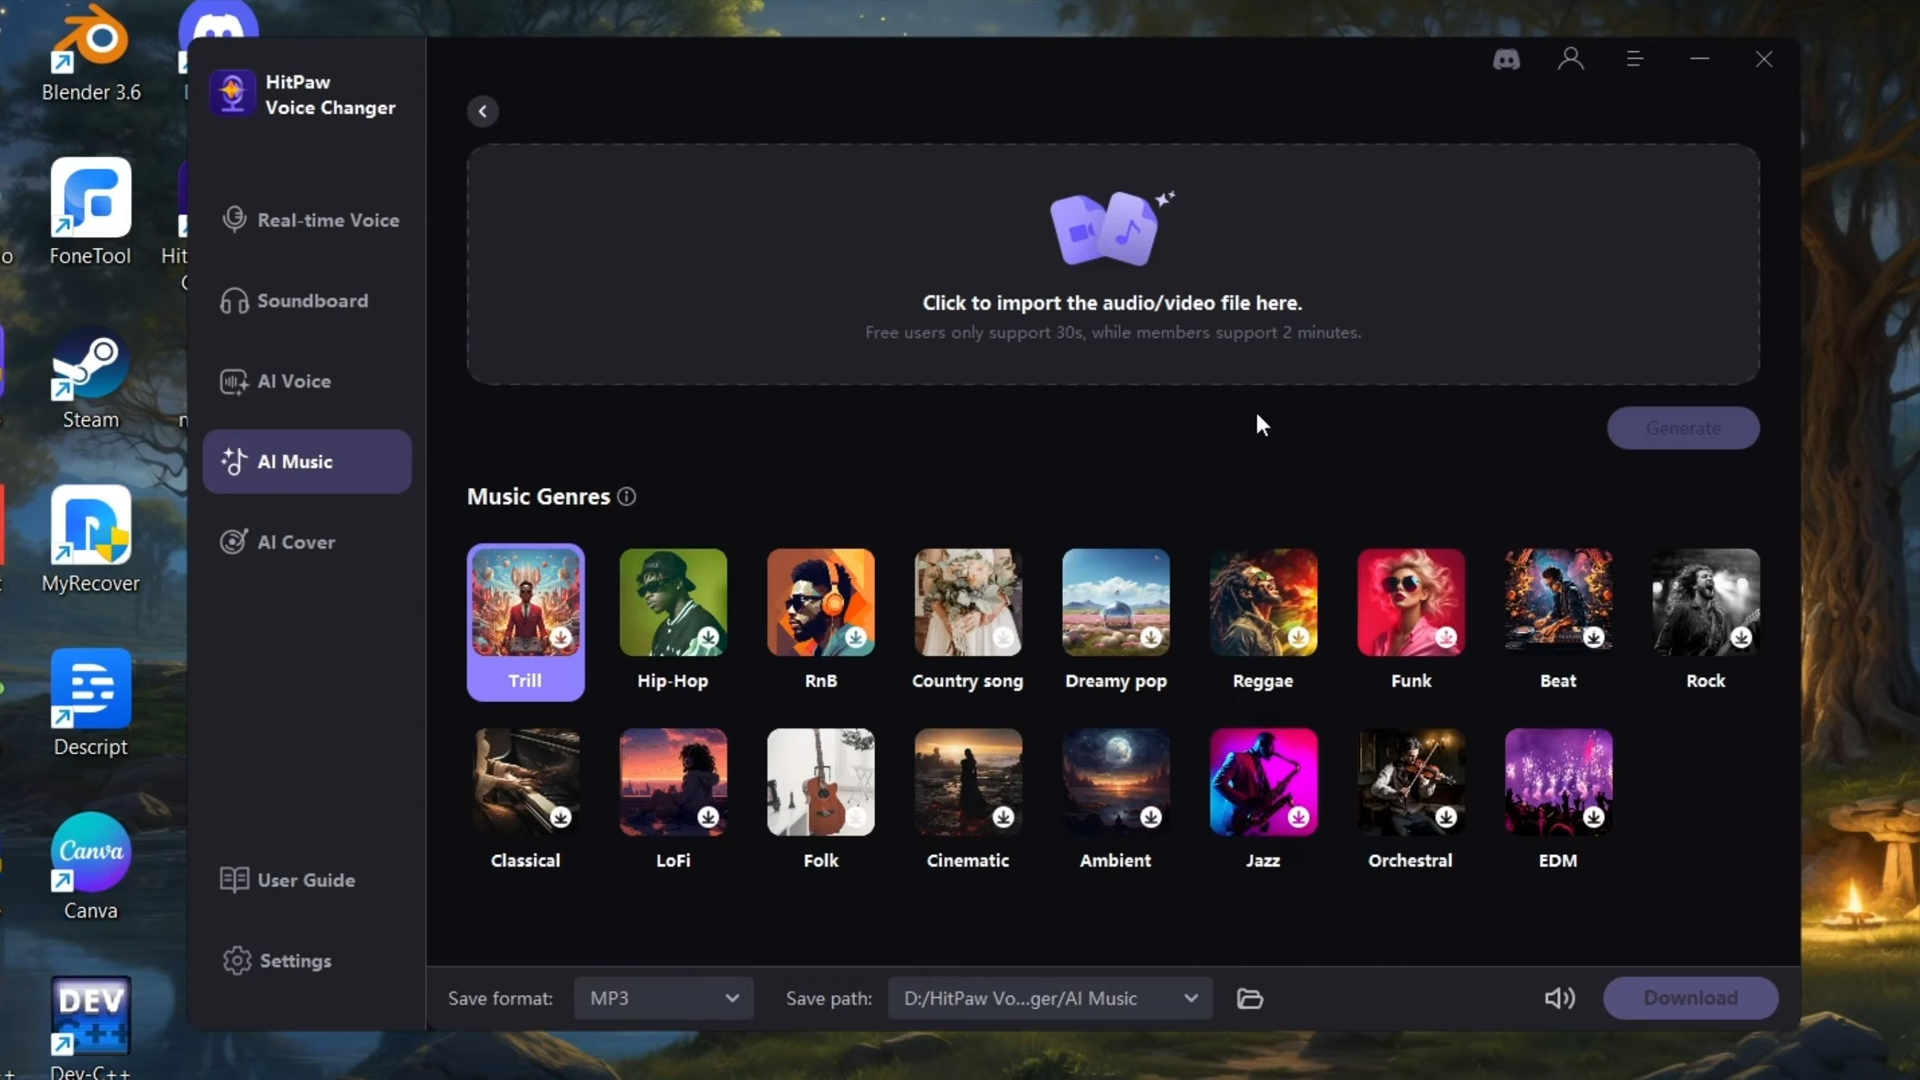 Blender 3.6
FoneTool
Hit
Steam
MyRecover
Descript
Canva
Canva
DEV
C++
Dev-C++
HitPaw
Voice Changer
Real-time Voice
Soundboard
AI Voice
AI Music
AI Cover
User Guide
Settings
Click to import the audio/video file here.
Free users only support 30s, while members support 2 minutes.
Generate
Music Genres
Trill
Hip-Hop
RnB
Country song
Dreamy pop
Reggae
Funk
Beat
Rock
Classical
LoFi
Folk
Cinematic
Ambient
Jazz
Orchestral
EDM
Save format:
MP3
Save path:
D:/HitPaw Vo...ger/AI Music
Download